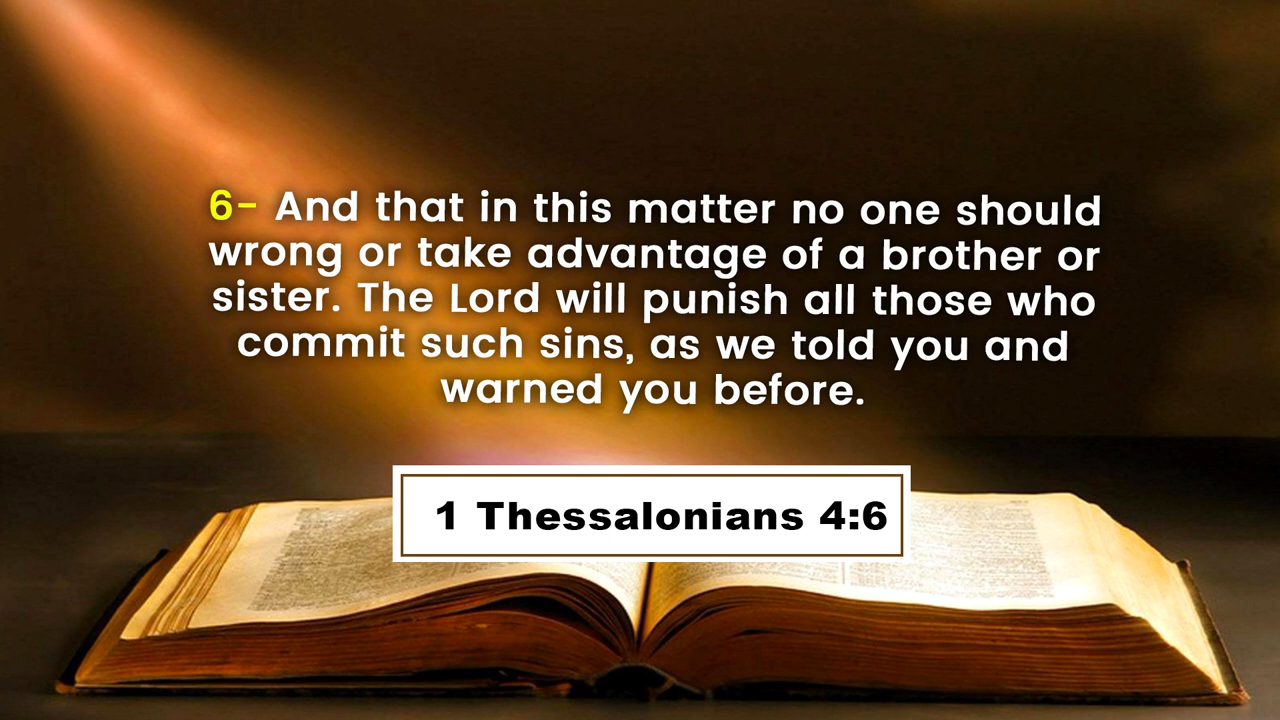 6- And that in this matter no one should
wrong or take advantage of a brother or
sister. The Lord will punish all those who
commit such sins, as we told you and
warned you before.
1 Thessalonians 4:6